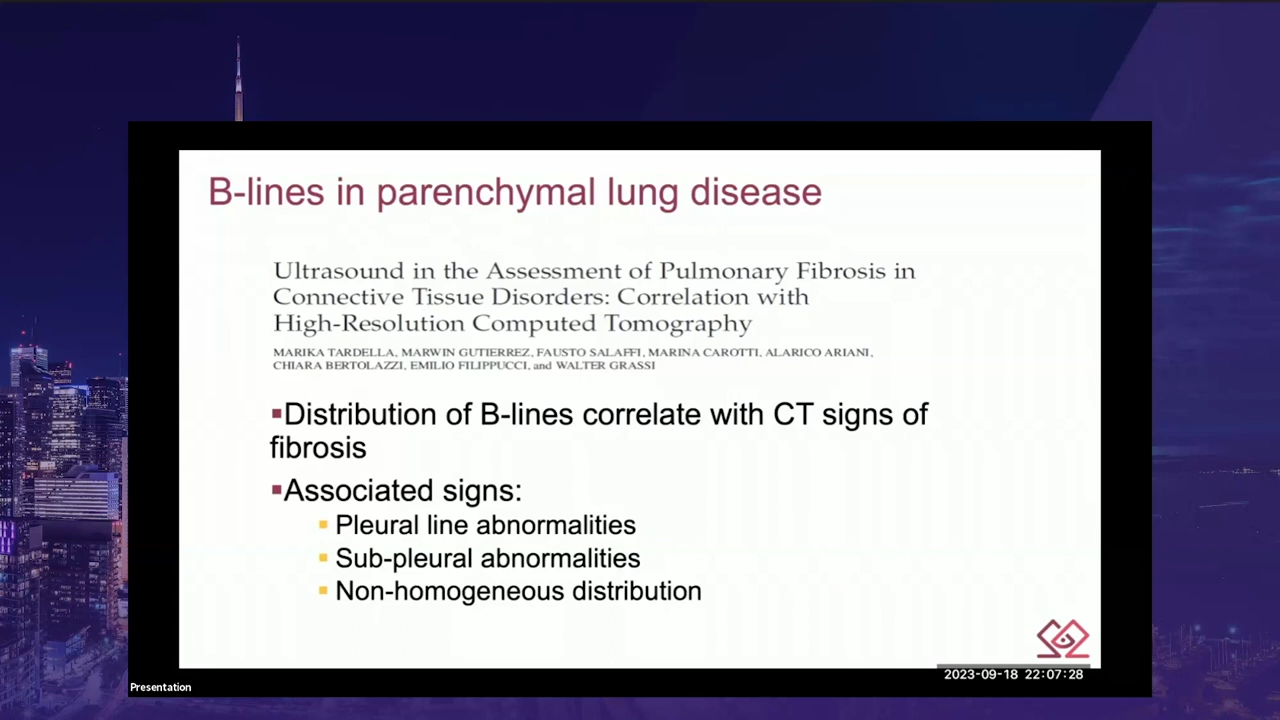 B-lines in parenchymal lung disease
Ultrasound in the Assessment of Pulmonary Fibrosis in
Connective Tissue Disorders: Correlation with
High-Resolution Computed Tomography
MARIKA TARDELLA, MARWIN GUTIERREZ, FAUSTO SALAFFI, MARINA CAROTTI, ALARICO ARIANI,
CHIARA BERTOLAZZI, EMILIO FILIPPUCCI, and WALTER GRASSI
▪Distribution of B-lines correlate with CT signs of
fibrosis
▪Associated signs:
▪ Pleural line abnormalities
▪ Sub-pleural abnormalities
▪ Non-homogeneous distribution
2023-09-18 22:07:28
Presentation